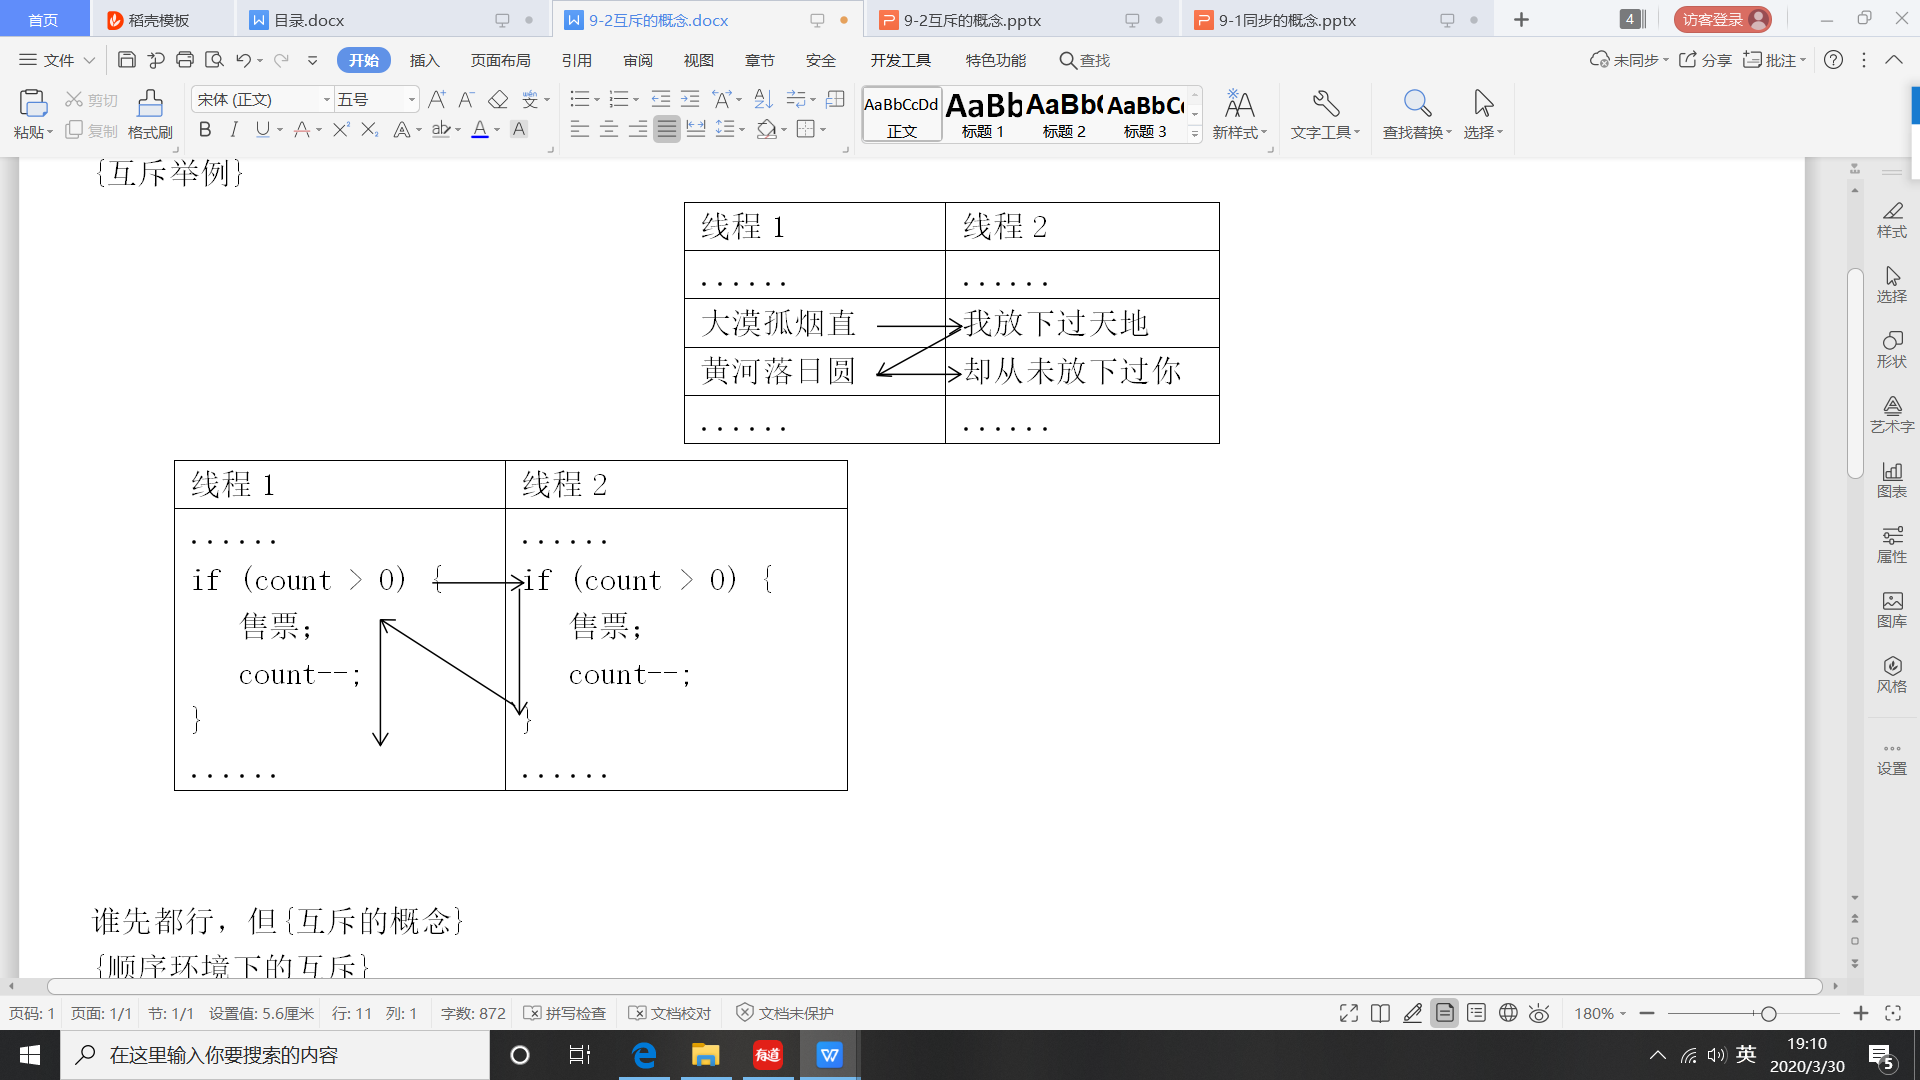 首页 稻壳模板 目录.docx 9-2互斥的概念.docx 9-2互斥的概念.pptx 9-1同步的概念.pptx 4 访客登录
文件 开始 插入 页面布局 引用 审阅 视图 章节 安全 开发工具 特色功能 查找 未同步 分享 批注
粘贴 剪切 复制 格式刷 宋体 (正文) 五号 AaBbCcDd 正文 标题 1 标题 2 AaBbCc 标题 3 新样式 文字工具 查找替换 选择
{互斥举例}
线程 1 线程 2
...... ......
大漠孤烟直 我放下过天地
黄河落日圆 却从未放下过你
...... ......
线程 1 线程 2
...... ......
if (count > 0) { if (count > 0) {
售票; 售票;
count--; count--;
} }
...... ......
谁先都行，但{互斥的概念}
{顺序环境下的互斥}
样式
选择
形状
艺术字
图表
属性
图库
风格
设置
页码: 1 页面: 1/1 节: 1/1 设置值: 5.6厘米 行: 11 列: 1 字数: 872 拼写检查 文档校对 文档未保护 180%
在这里输入你要搜索的内容 有道 英 19:10
2020/3/30 5